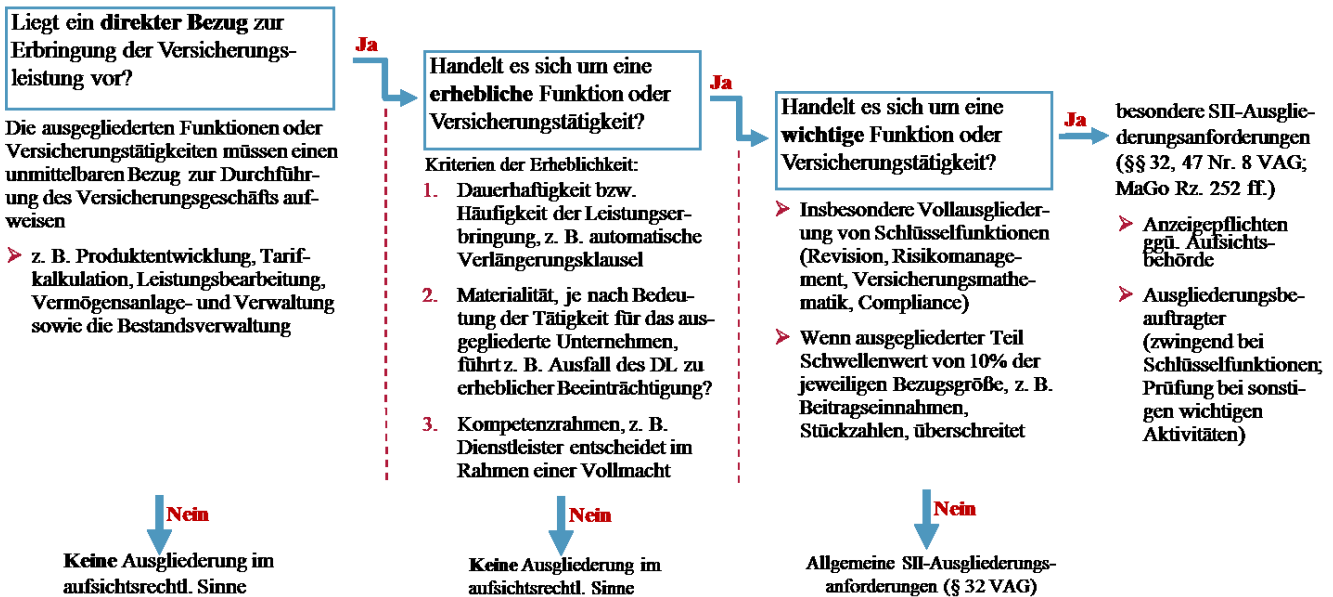 Liegt ein direkter Bezug zur
Erbringung der Versicherungs-
leistung vor?
Die ausgegliederten Funktionen oder
Versicherungstätigkeiten müssen einen
unmittelbaren Bezug zur Durchführ-
ung des Versicherungsgeschäfts auf-
weisen
z. B. Produktentwicklung, Tarif-
kalkulation, Leistungsbearbeitung,
Vermögensanlage- und Verwaltung
sowie die Bestandsverwaltung
Nein
Keine Ausgliederung im
aufsichtsrechtl. Sinne
Ja
Handelt es sich um eine
erhebliche Funktion oder
Versicherungstätigkeit?
Kriterien der Erheblichkeit:
1. Dauerhaftigkeit bzw.
Häufigkeit der Leistungser-
bringung, z. B. automatische
Verlängerungsklausel
2. Materialität, je nach Bedeu-
tung der Tätigkeit für das aus-
gegliederte Unternehmen,
führt z. B. Ausfall des DL zu
erheblicher Beeinträchtigung?
3. Kompetenzrahmen, z. B.
Dienstleister entscheidet im
Rahmen einer Vollmacht
Nein
Keine Ausgliederung im
aufsichtsrechtl. Sinne
Ja
Handelt es sich um eine
wichtige Funktion oder
Versicherungstätigkeit?
Insbesondere Vollausglieder-
ung von Schlüsselfunktionen
(Revision, Risikomanage-
ment, Versicherungsmathe-
matik, Compliance)
Wenn ausgegliederter Teil
Schwellenwert von 10% der
jeweiligen Bezugsgröße, z. B.
Beitragseinnahmen,
Stückzahlen, überschreitet
Nein
Allgemeine SII-Ausgliederungs-
anforderungen (§ 32 VAG)
Ja
besondere SII-Ausglie-
derungsanforderungen
(§§ 32, 47 Nr. 8 VAG;
MaGo Rz. 252 ff.)
Anzeigepflichten
ggü. Aufsichts-
behörde
Ausgliederungsbe-
auftragter
(zwingend bei
Schlüsselfunktionen;
Prüfung bei sonsti-
gen wichtigen
Aktivitäten)